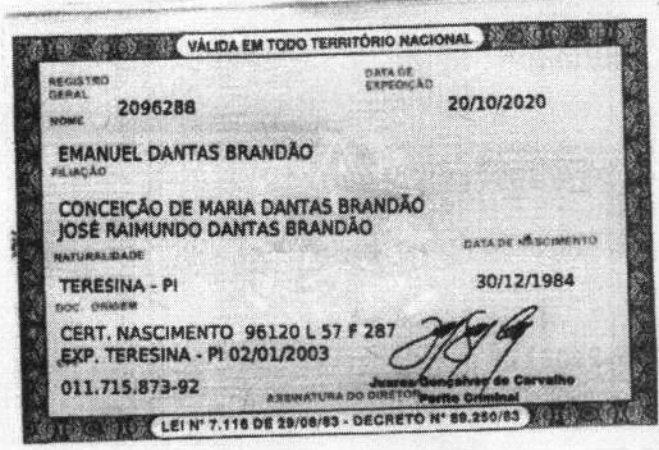 VÁLIDA EM TODO TERRITÓRIO NACIONAL
REGISTRO GERAL 2096288
DATA DE EXPEDIÇÃO 20/10/2020
NOME
EMANUEL DANTAS BRANDÃO
FILIAÇÃO
CONCEIÇÃO DE MARIA DANTAS BRANDÃO
JOSÉ RAIMUNDO DANTAS BRANDÃO
NATURALIDADE
DATA DE NASCIMENTO
TERESINA - PI
30/12/1984
DOC. ORIGEM
CERT. NASCIMENTO 96120 L 57 F 287
EXP. TERESINA - PI 02/01/2003
011.715.873-92
Juarez Gonçalves de Carvalho
ASSINATURA DO DIRETOR
Perito Criminal
LEI Nº 7.116 DE 29/08/83 - DECRETO Nº 89.250/83